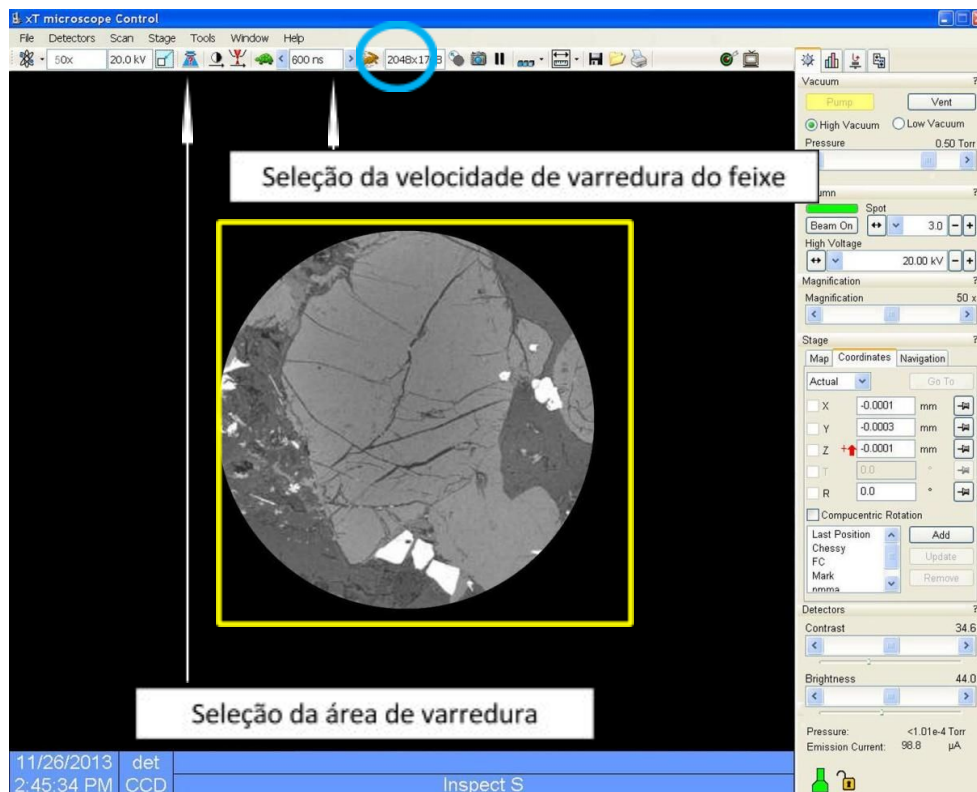 xT microscope Control
File Detectors Scan Stage Tools Window Help
50x 20.0 kV 600 ns
Vacuum ?
Pump Vent
High Vacuum Low Vacuum
Pressure 0.50 Torr
Seleção da velocidade de varredura do feixe
?
Spot
Beam On 3.0
High Voltage
20.00 kV
Magnification ?
Magnification 50 x
Stage ?
Map Coordinates Navigation
Actual Go To
X -0.0001 mm
Y -0.0003 mm
Z + -0.0001 mm
T 0.0 °
R 0.0 °
Compucentric Rotation
Last Position Add
Chessy
FC Update
Mark Remove
Detectors ?
Contrast 34.6
Brightness 44.0
Seleção da área de varredura
Pressure: <1.01e-4 Torr
Emission Current: 98.8 µA
11/26/2013 det
2:45:34 PM CCD Inspect S